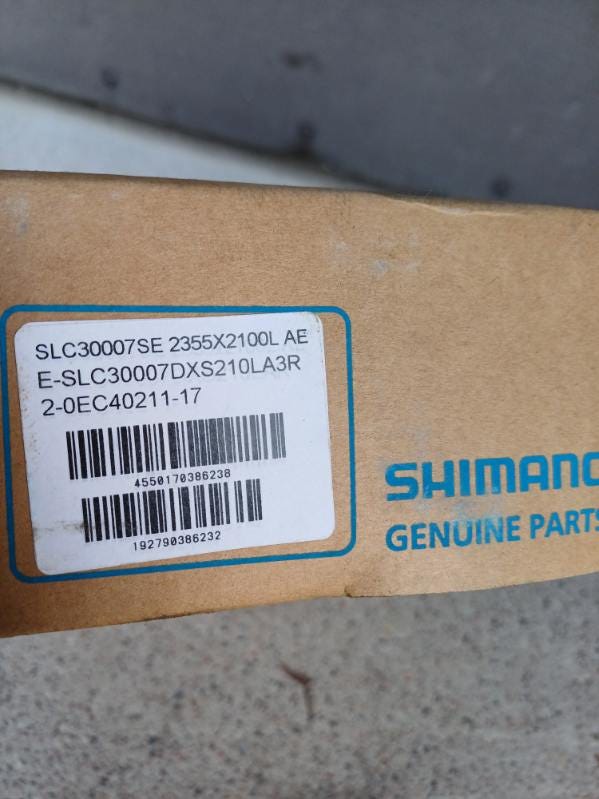 SLC30007SE 2355X2100L AE
E-SLC30007DXS210LA3R
2-0EC40211-17
4550170386238
192790386232
SHIMANO
GENUINE PARTS